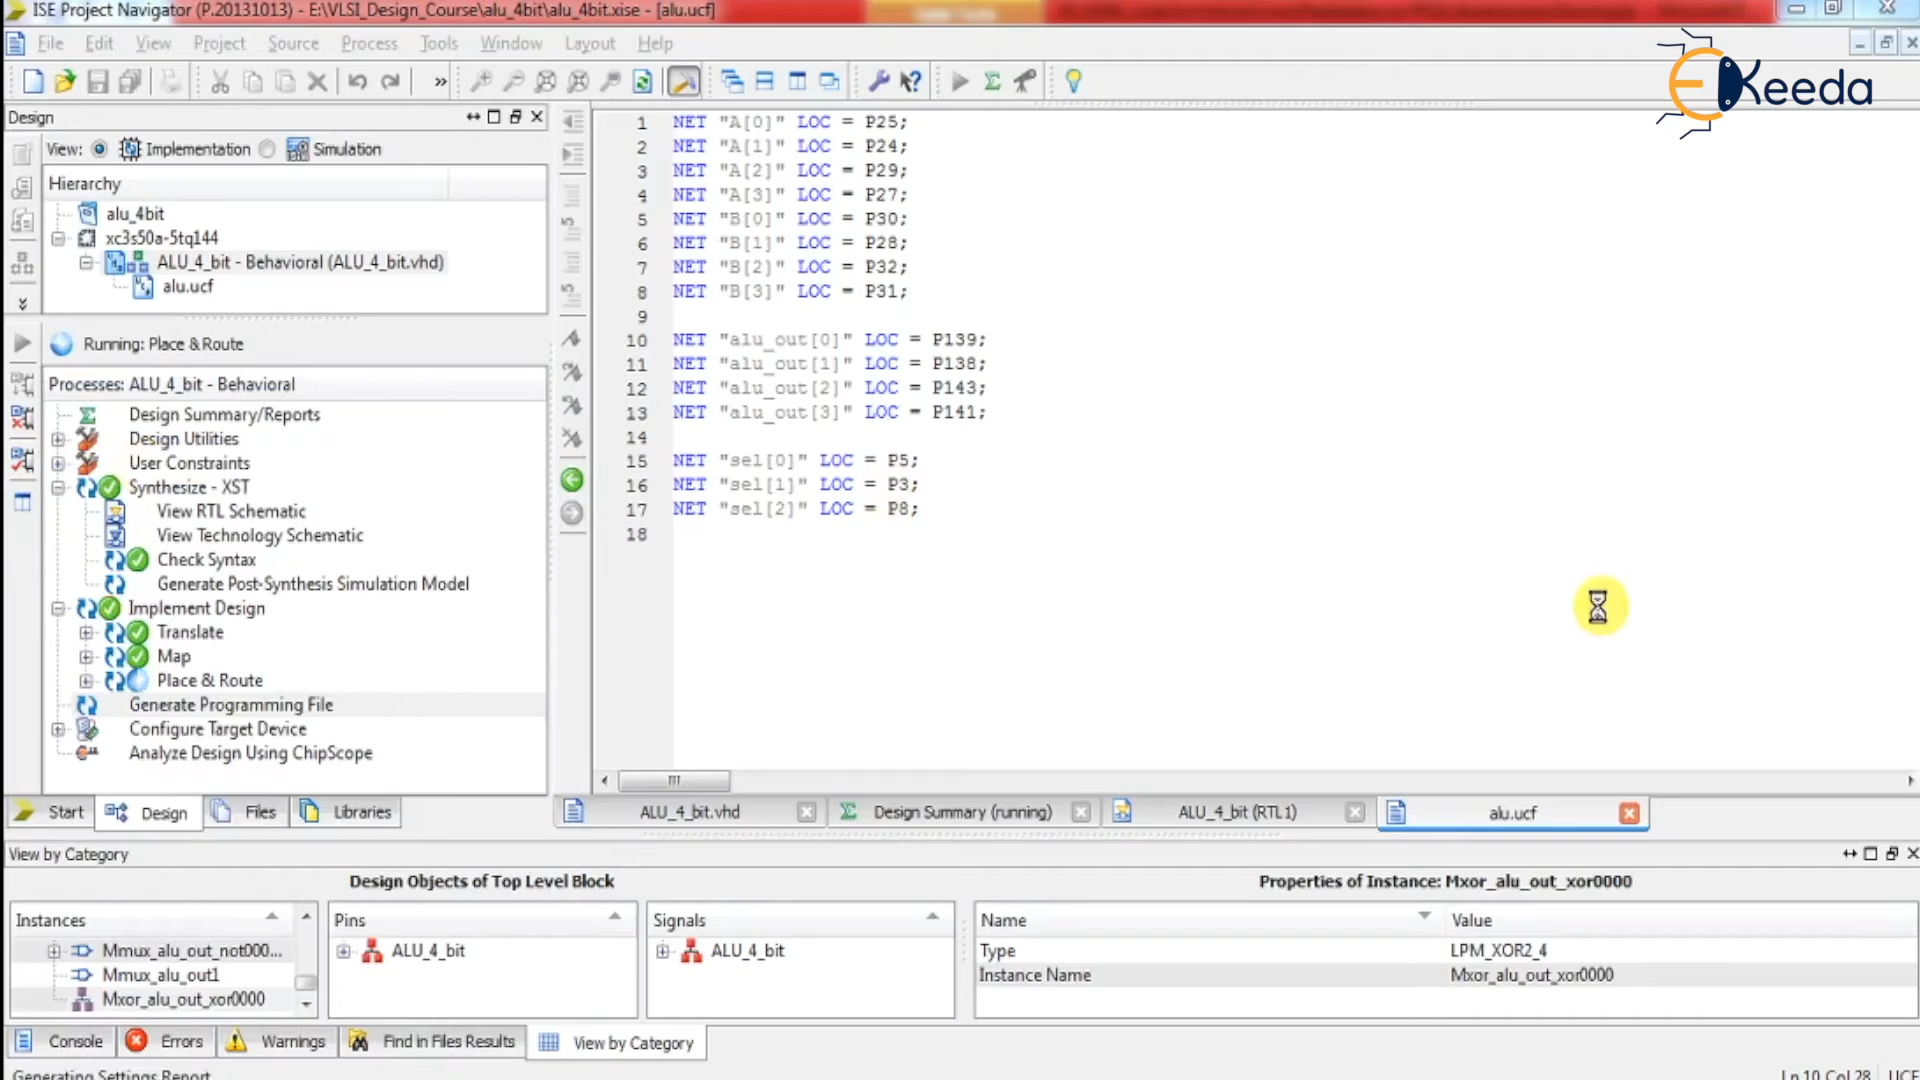 ISE Project Navigator (P.20131013) - E:\VLSI_Design_Course\alu_4bit\alu_4bit.xise - [alu.ucf]
File Edit View Project Source Process Tools Window Layout Help
EKeeda
Design
View: Implementation Simulation
Hierarchy
alu_4bit
xc3s50a-5tq144
ALU_4_bit - Behavioral (ALU_4_bit.vhd)
alu.ucf
Running: Place & Route
Processes: ALU_4_bit - Behavioral
Design Summary/Reports
Design Utilities
User Constraints
Synthesize - XST
View RTL Schematic
View Technology Schematic
Check Syntax
Generate Post-Synthesis Simulation Model
Implement Design
Translate
Map
Place & Route
Generate Programming File
Configure Target Device
Analyze Design Using ChipScope
Start Design Files Libraries
1 NET "A[0]" LOC = P25;
2 NET "A[1]" LOC = P24;
3 NET "A[2]" LOC = P29;
4 NET "A[3]" LOC = P27;
5 NET "B[0]" LOC = P30;
6 NET "B[1]" LOC = P28;
7 NET "B[2]" LOC = P32;
8 NET "B[3]" LOC = P31;
9
10 NET "alu_out[0]" LOC = P139;
11 NET "alu_out[1]" LOC = P138;
12 NET "alu_out[2]" LOC = P143;
13 NET "alu_out[3]" LOC = P141;
14
15 NET "sel[0]" LOC = P5;
16 NET "sel[1]" LOC = P3;
17 NET "sel[2]" LOC = P8;
18
ALU_4_bit.vhd Design Summary (running) ALU_4_bit (RTL1) alu.ucf
View by Category
Design Objects of Top Level Block Properties of Instance: Mxor_alu_out_xor0000
Instances Pins Signals Name Value
Mmux_alu_out_not000... ALU_4_bit ALU_4_bit Type LPM_XOR2_4
Mmux_alu_out1 Instance Name Mxor_alu_out_xor0000
Mxor_alu_out_xor0000
Console Errors Warnings Find in Files Results View by Category
Generating Settings Report Ln 10 Col 28 UCF